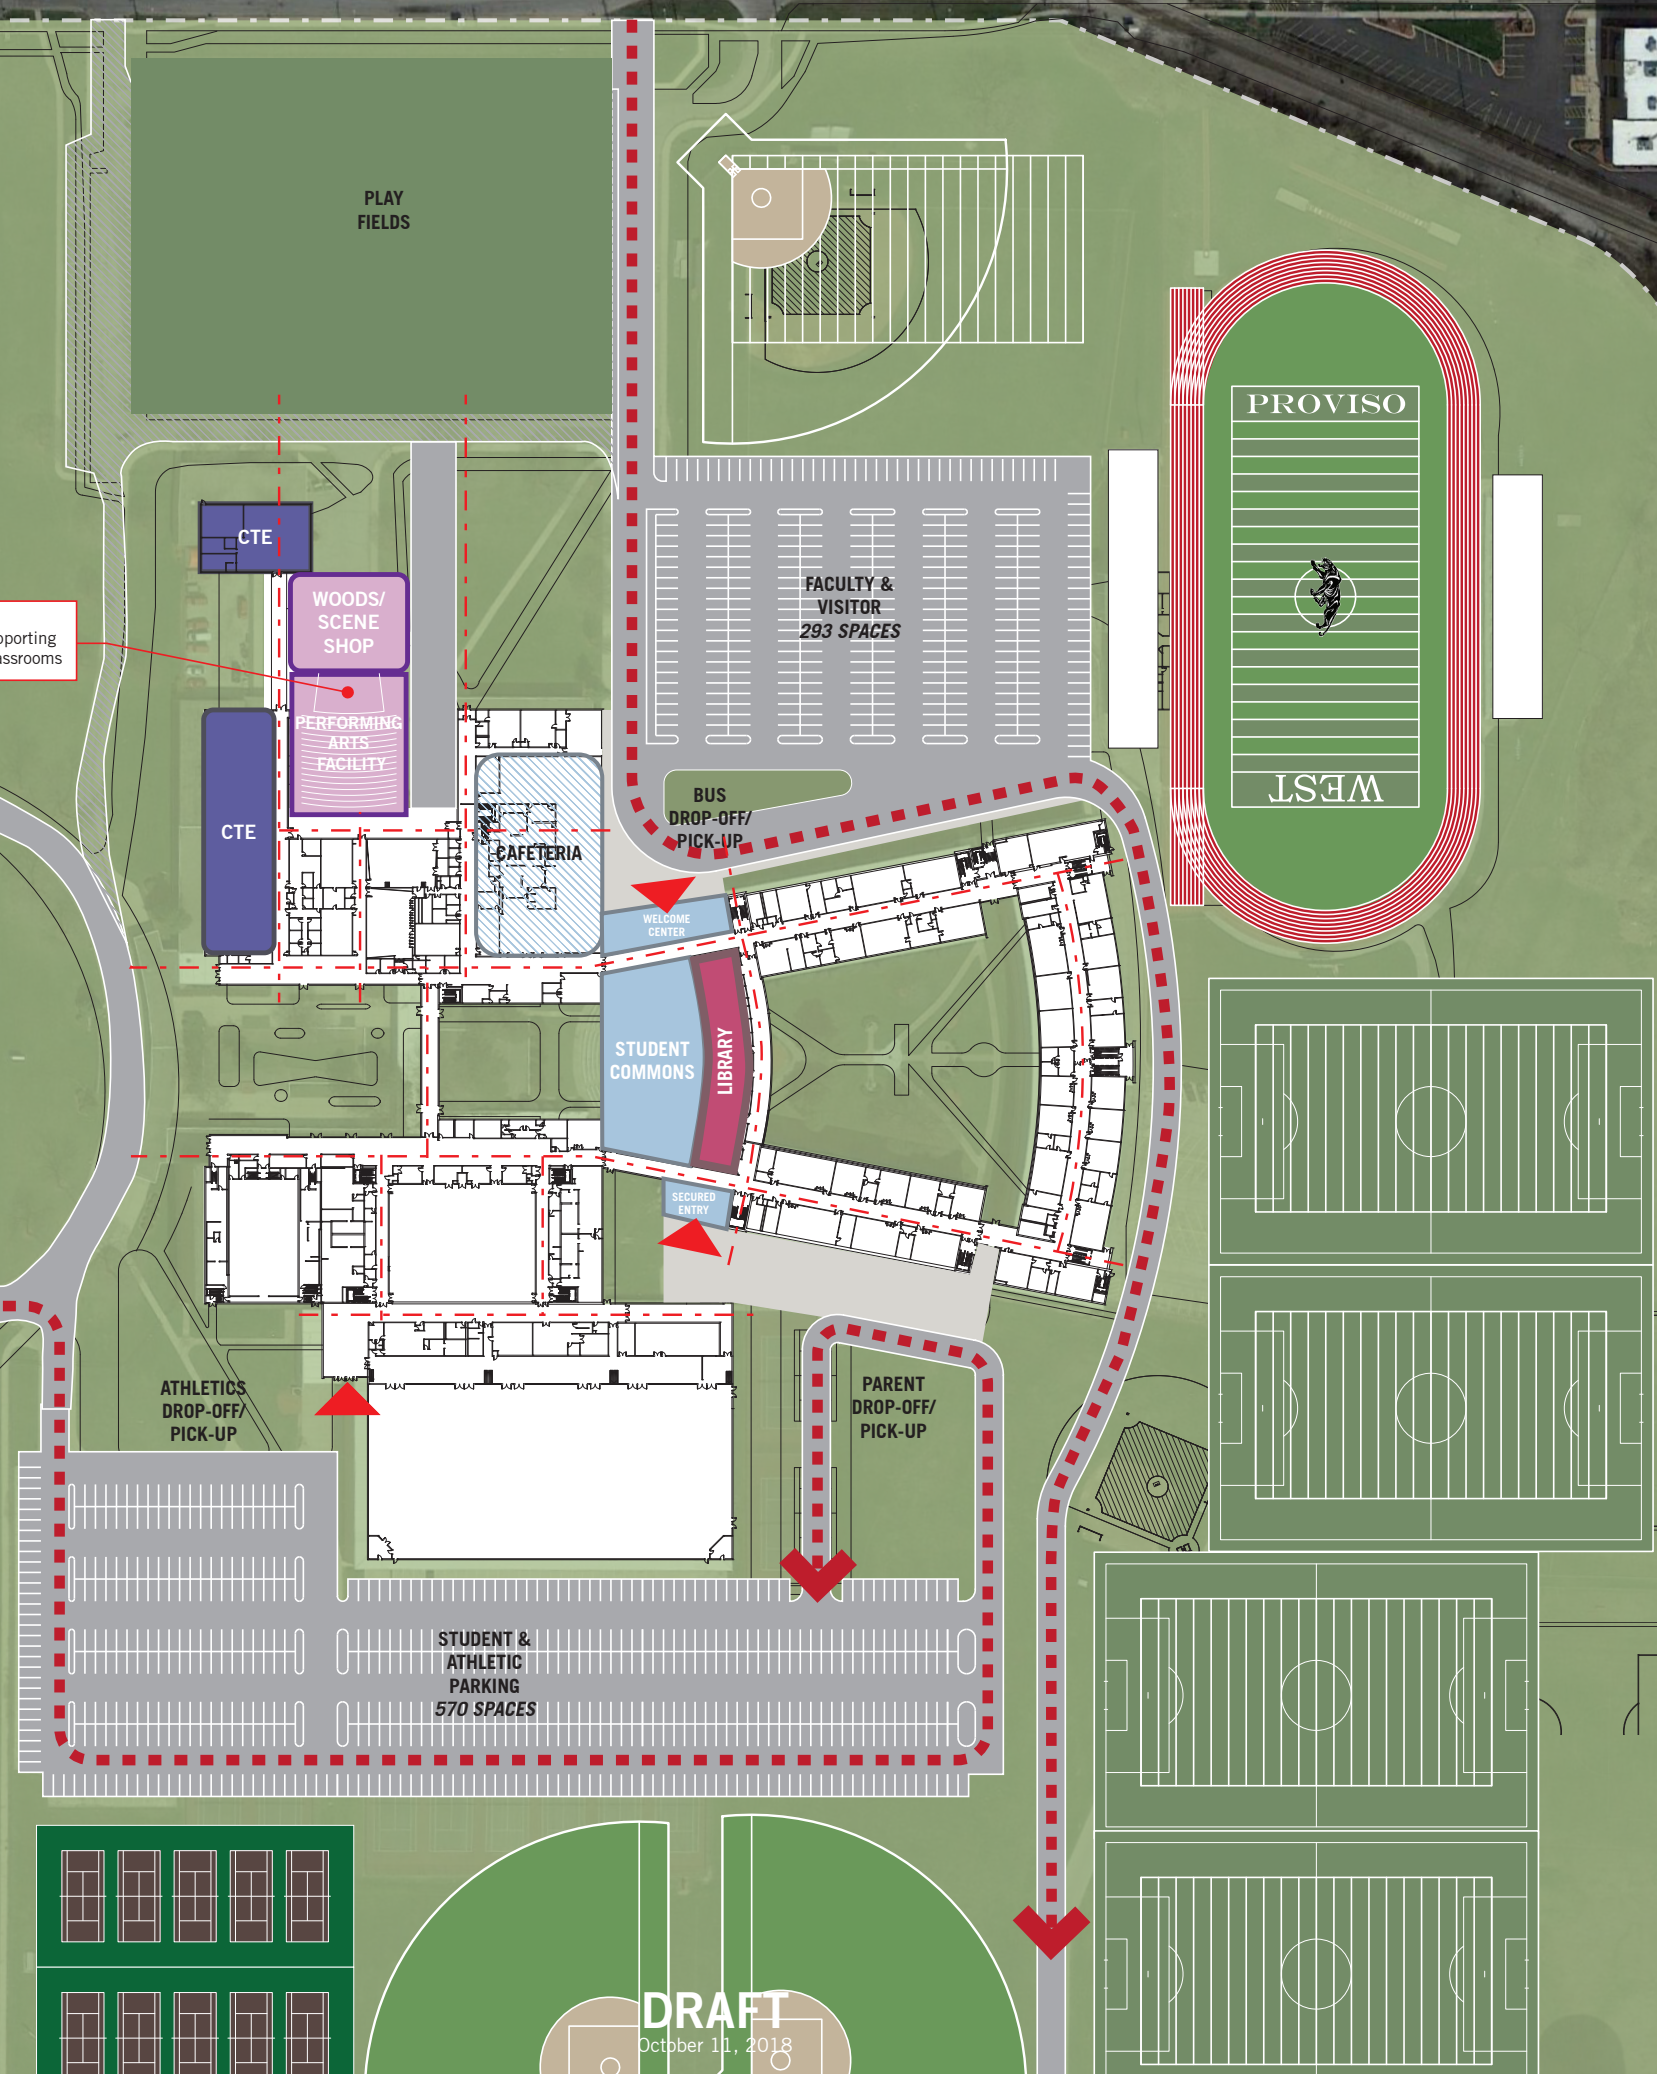 PLAY
FIELDS
PROVISO
WEST
CTE
WOODS/
SCENE
SHOP
PERFORMING
ARTS
FACILITY
CTE
CAFETERIA
FACULTY &
VISITOR
293 SPACES
BUS
DROP-OFF/
PICK-UP
WELCOME
CENTER
STUDENT
COMMONS
LIBRARY
SECURED
ENTRY
ATHLETICS
DROP-OFF/
PICK-UP
PARENT
DROP-OFF/
PICK-UP
STUDENT &
ATHLETIC
PARKING
570 SPACES
DRAFT
October 11, 2018